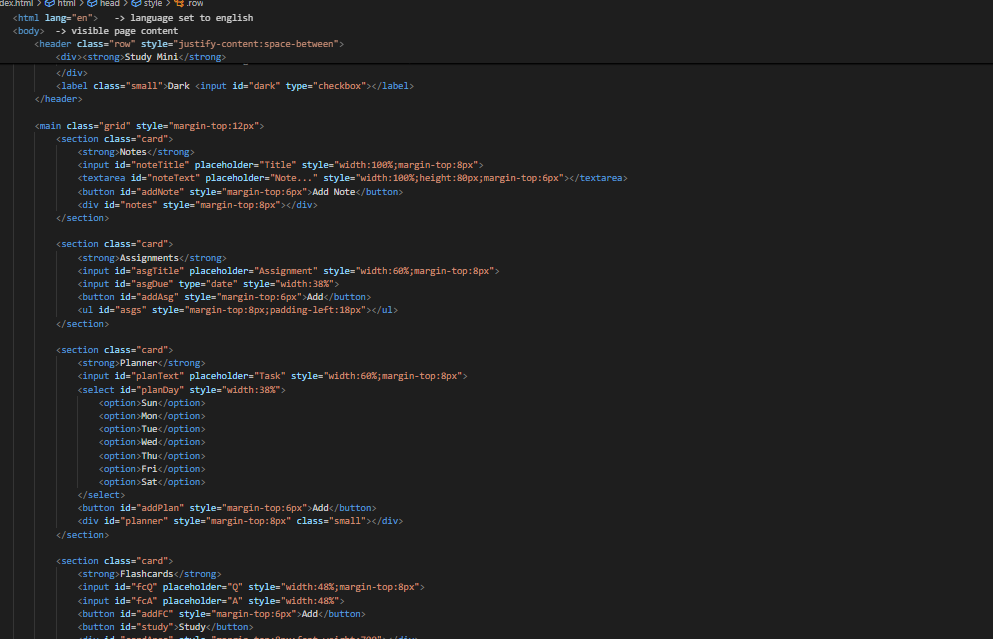 dex.html > html > head > style > .row
<html lang="en"> -> language set to english
<body> -> visible page content
<header class="row" style="justify-content:space-between">
<div><strong>Study Mini</strong>
</div>
<label class="small">Dark <input id="dark" type="checkbox"></label>
</header>
<main class="grid" style="margin-top:12px">
<section class="card">
<strong>Notes</strong>
<input id="noteTitle" placeholder="Title" style="width:100%;margin-top:8px">
<textarea id="noteText" placeholder="Note..." style="width:100%;height:80px;margin-top:6px"></textarea>
<button id="addNote" style="margin-top:6px">Add Note</button>
<div id="notes" style="margin-top:8px"></div>
</section>
<section class="card">
<strong>Assignments</strong>
<input id="asgTitle" placeholder="Assignment" style="width:60%;margin-top:8px">
<input id="asgDue" type="date" style="width:38%">
<button id="addAsg" style="margin-top:6px">Add</button>
<ul id="asgs" style="margin-top:8px;padding-left:18px"></ul>
</section>
<section class="card">
<strong>Planner</strong>
<input id="planText" placeholder="Task" style="width:60%;margin-top:8px">
<select id="planDay" style="width:38%">
<option>Sun</option>
<option>Mon</option>
<option>Tue</option>
<option>Wed</option>
<option>Thu</option>
<option>Fri</option>
<option>Sat</option>
</select>
<button id="addPlan" style="margin-top:6px">Add</button>
<div id="planner" style="margin-top:8px" class="small"></div>
</section>
<section class="card">
<strong>Flashcards</strong>
<input id="fcQ" placeholder="Q" style="width:48%;margin-top:8px">
<input id="fcA" placeholder="A" style="width:48%">
<button id="addFC" style="margin-top:6px">Add</button>
<button id="study">Study</button>